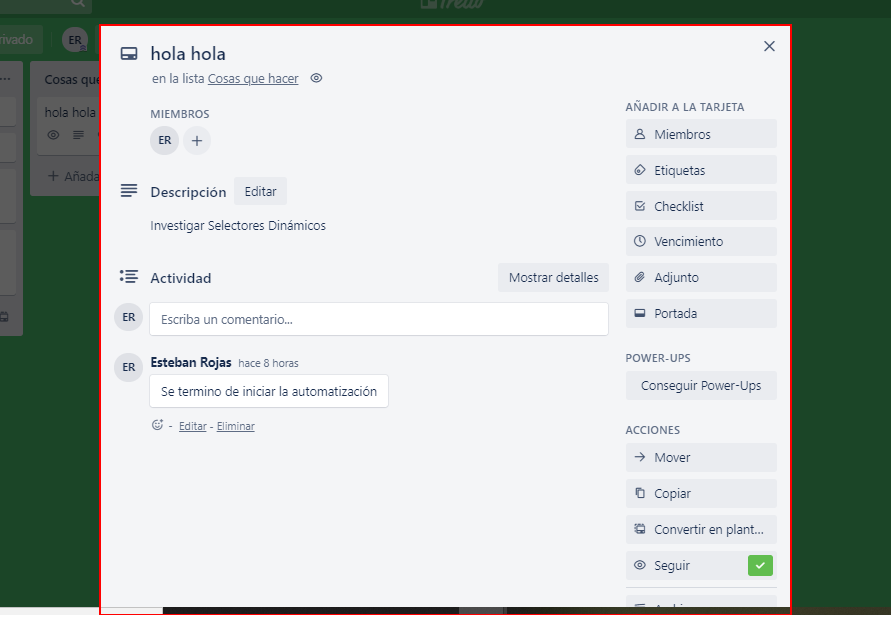 Trello
rivado
ER
...
Cosas que
hola hola
Añada
hola hola
en la lista Cosas que hacer
MIEMBROS
ER
Descripción
Editar
Investigar Selectores Dinámicos
Actividad
Mostrar detalles
ER
Escriba un comentario...
ER
Esteban Rojas hace 8 horas
Se termino de iniciar la automatización
- Editar - Eliminar
AÑADIR A LA TARJETA
Miembros
Etiquetas
Checklist
Vencimiento
Adjunto
Portada
POWER-UPS
Conseguir Power-Ups
ACCIONES
Mover
Copiar
Convertir en plant...
Seguir